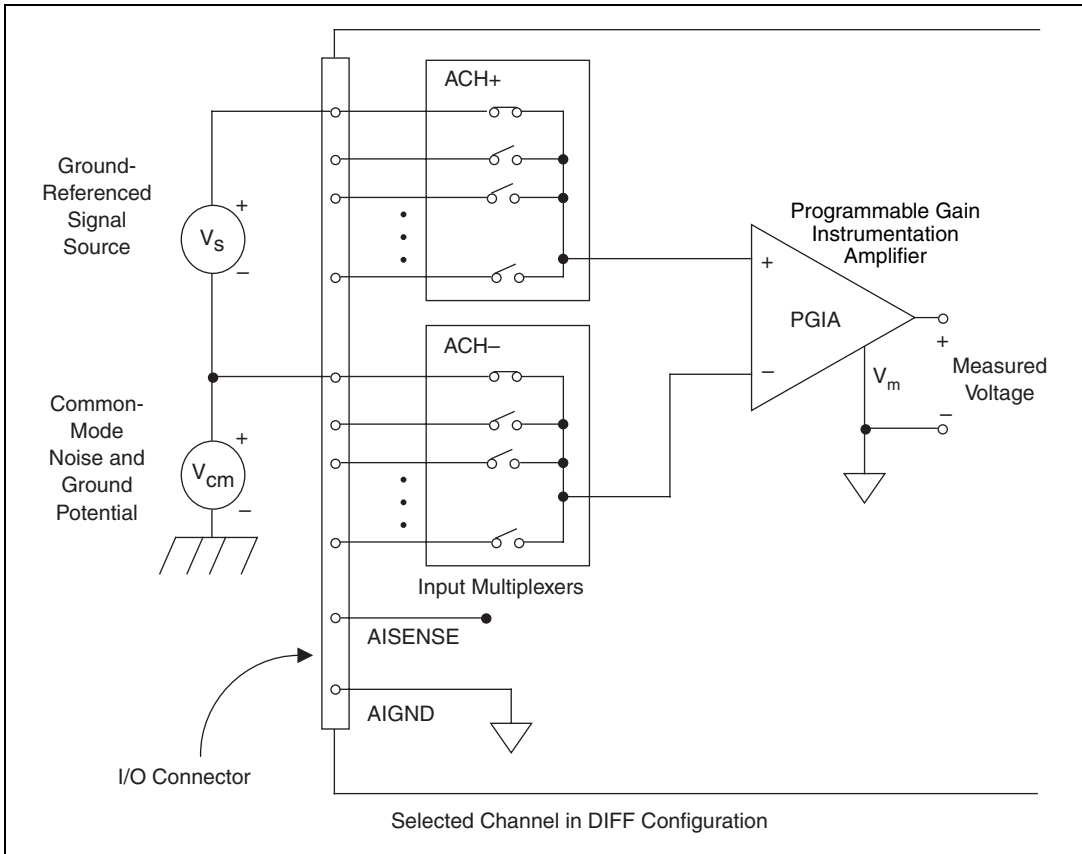 ACH+
Ground-
Referenced
Signal
Source
+
Vs
–
Programmable Gain
Instrumentation
Amplifier
+
PGIA
–
+
Measured
Voltage
–
Vm
ACH–
Common-
Mode
Noise and
Ground
Potential
+
Vcm
–
Input Multiplexers
AISENSE
AIGND
I/O Connector
Selected Channel in DIFF Configuration